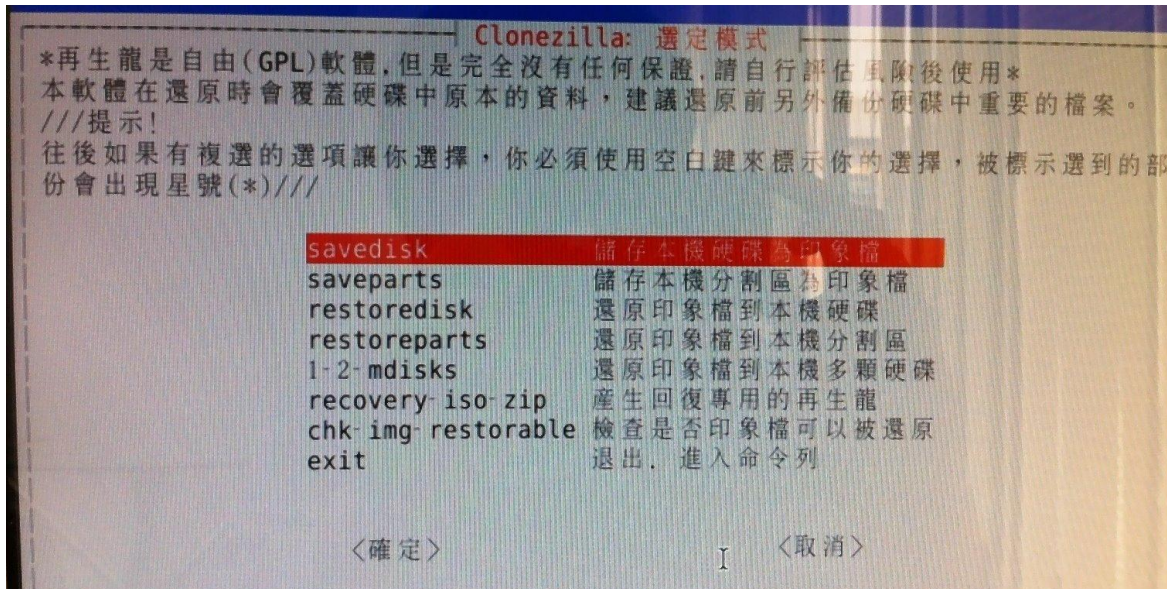 Clonezilla: 選定模式
*再生龍是自由(GPL)軟體,但是完全沒有任何保證,請自行評估風險後使用*
本軟體在還原時會覆蓋硬碟中原本的資料，建議還原前另外備份硬碟中重要的檔案。
///提示!
往後如果有複選的選項讓你選擇，你必須使用空白鍵來標示你的選擇，被標示選到的部
份會出現星號(*)///
savedisk 儲存本機硬碟為印象檔
saveparts 儲存本機分割區為印象檔
restoredisk 還原印象檔到本機硬碟
restoreparts 還原印象檔到本機分割區
1-2-mdisks 還原印象檔到本機多顆硬碟
recovery-iso-zip 產生回復專用的再生龍
chk-img-restorable 檢查是否印象檔可以被還原
exit 退出. 進入命令列
<確定> <取消>